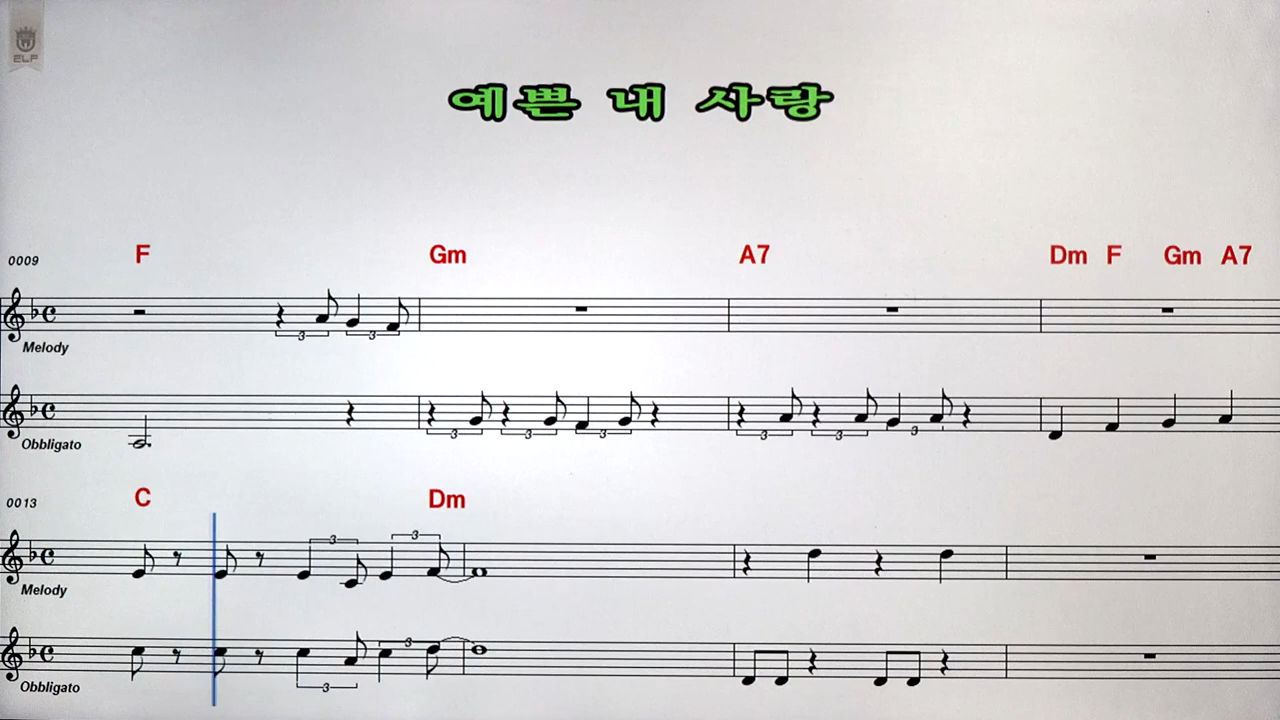 ELF
예쁜 내 사랑
0009 F Gm A7 Dm F Gm A7
3 3
Melody
3 3 3 3 3 3
Obbligato
0013 C Dm
3 3
Melody
3
Obbligato
3